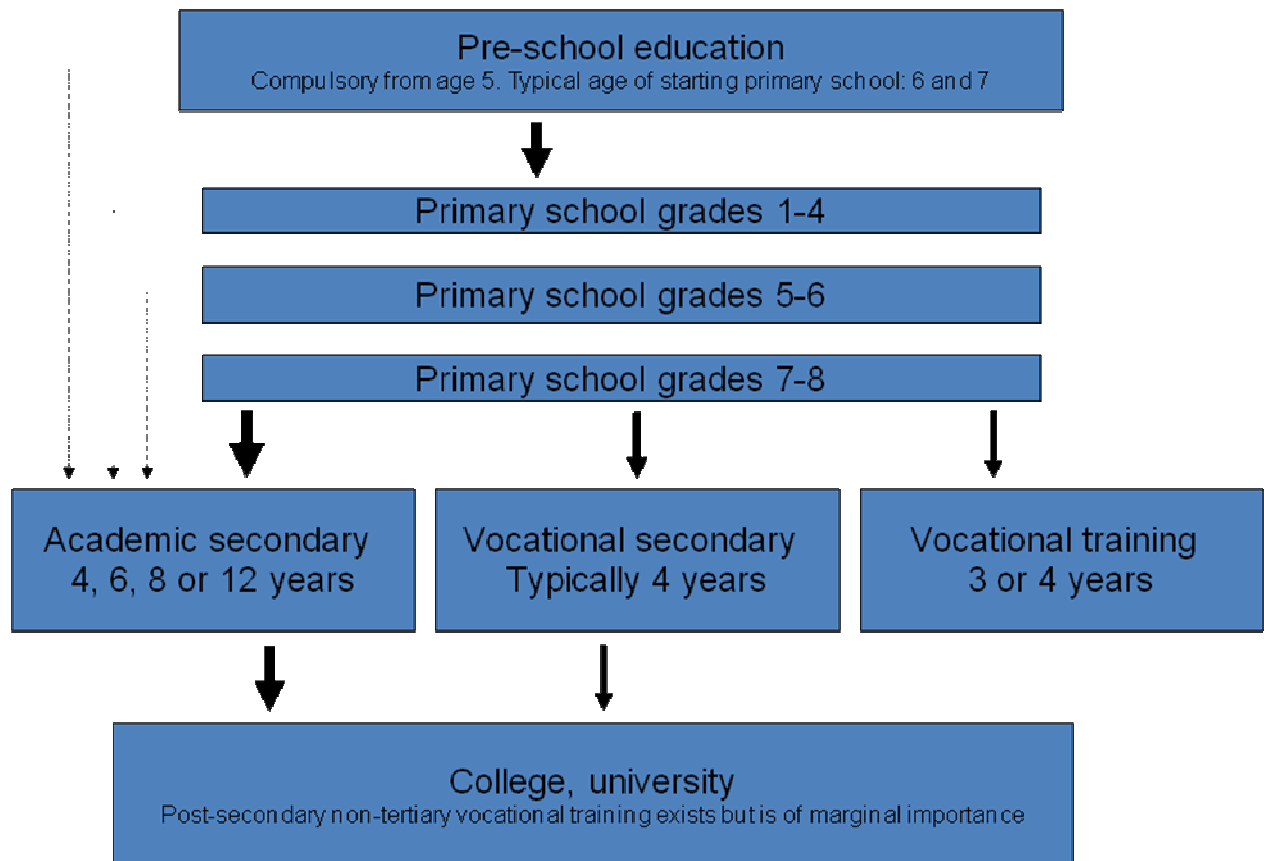 Pre-school education
Compulsory from age 5. Typical age of starting primary school: 6 and 7
Primary school grades 1-4
Primary school grades 5-6
Primary school grades 7-8
Academic secondary
4, 6, 8 or 12 years
Vocational secondary
Typically 4 years
Vocational training
3 or 4 years
College, university
Post-secondary non-tertiary vocational training exists but is of marginal importance